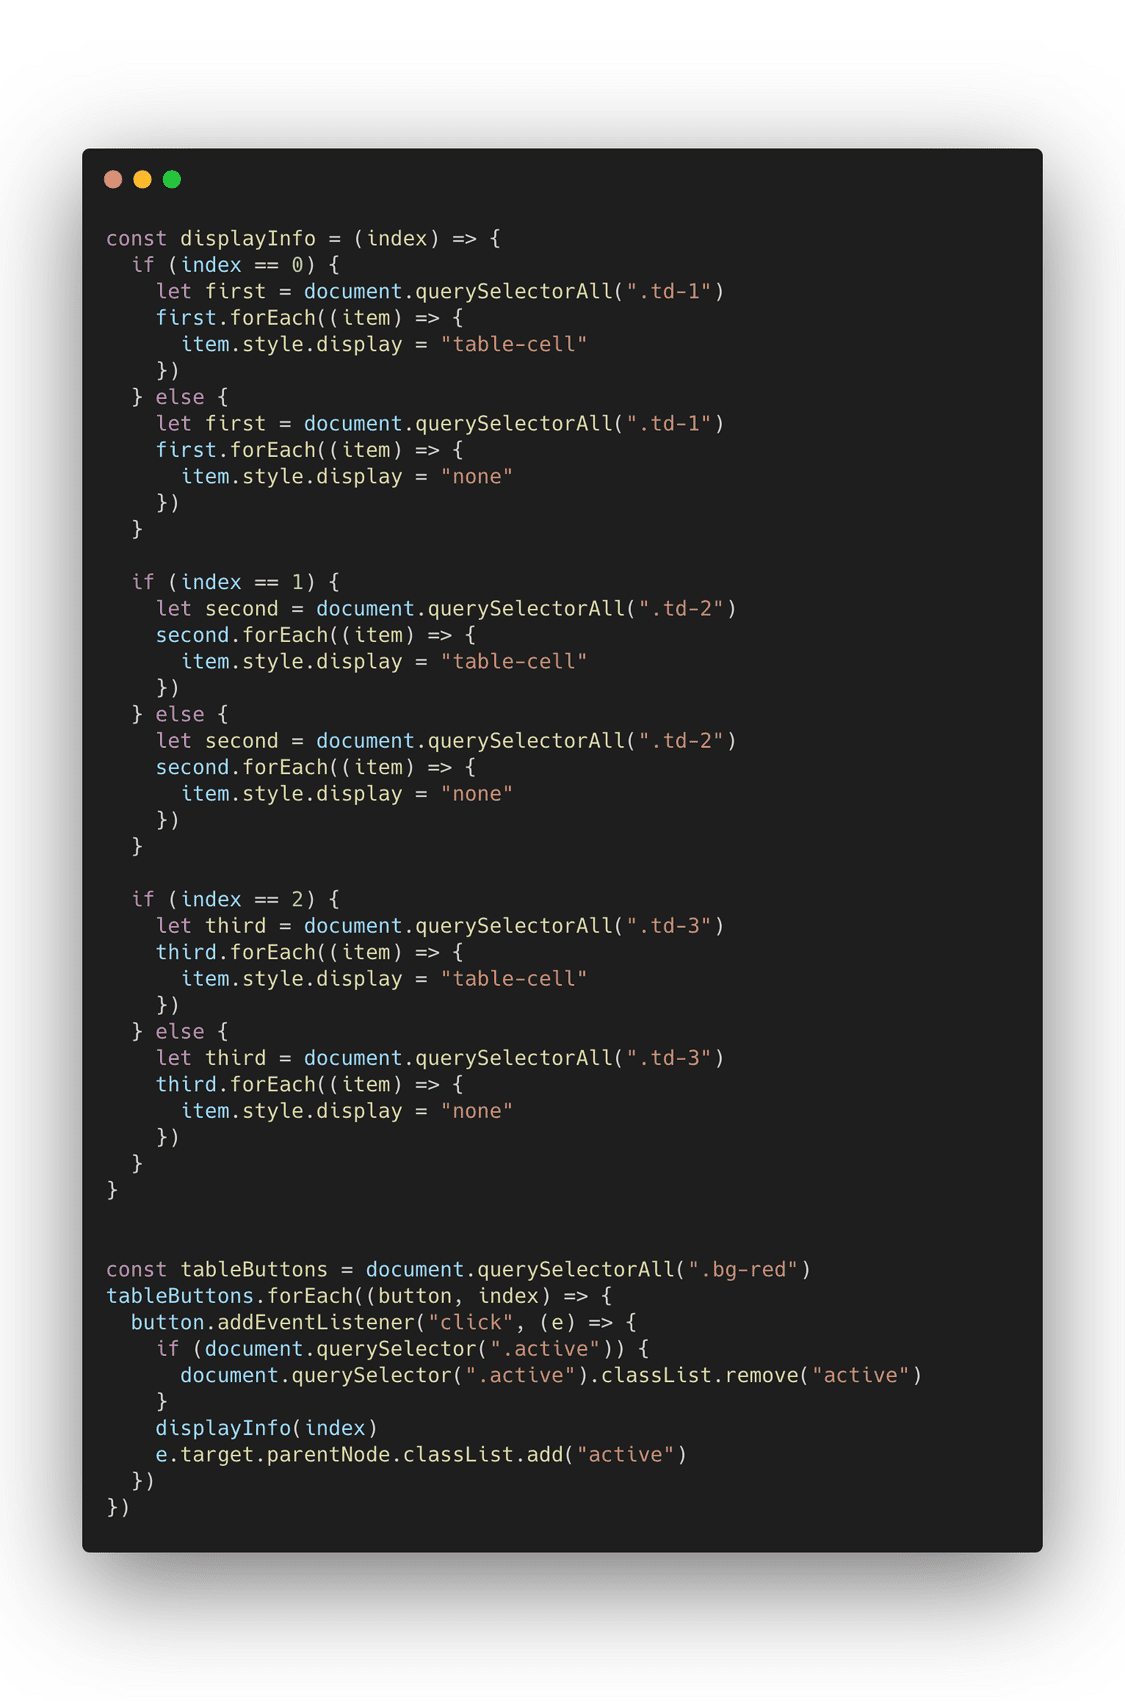 const displayInfo = (index) => {
  if (index == 0) {
    let first = document.querySelectorAll(".td-1")
    first.forEach((item) => {
      item.style.display = "table-cell"
    })
  } else {
    let first = document.querySelectorAll(".td-1")
    first.forEach((item) => {
      item.style.display = "none"
    })
  }

  if (index == 1) {
    let second = document.querySelectorAll(".td-2")
    second.forEach((item) => {
      item.style.display = "table-cell"
    })
  } else {
    let second = document.querySelectorAll(".td-2")
    second.forEach((item) => {
      item.style.display = "none"
    })
  }

  if (index == 2) {
    let third = document.querySelectorAll(".td-3")
    third.forEach((item) => {
      item.style.display = "table-cell"
    })
  } else {
    let third = document.querySelectorAll(".td-3")
    third.forEach((item) => {
      item.style.display = "none"
    })
  }
}


const tableButtons = document.querySelectorAll(".bg-red")
tableButtons.forEach((button, index) => {
  button.addEventListener("click", (e) => {
    if (document.querySelector(".active")) {
      document.querySelector(".active").classList.remove("active")
    }
    displayInfo(index)
    e.target.parentNode.classList.add("active")
  })
})